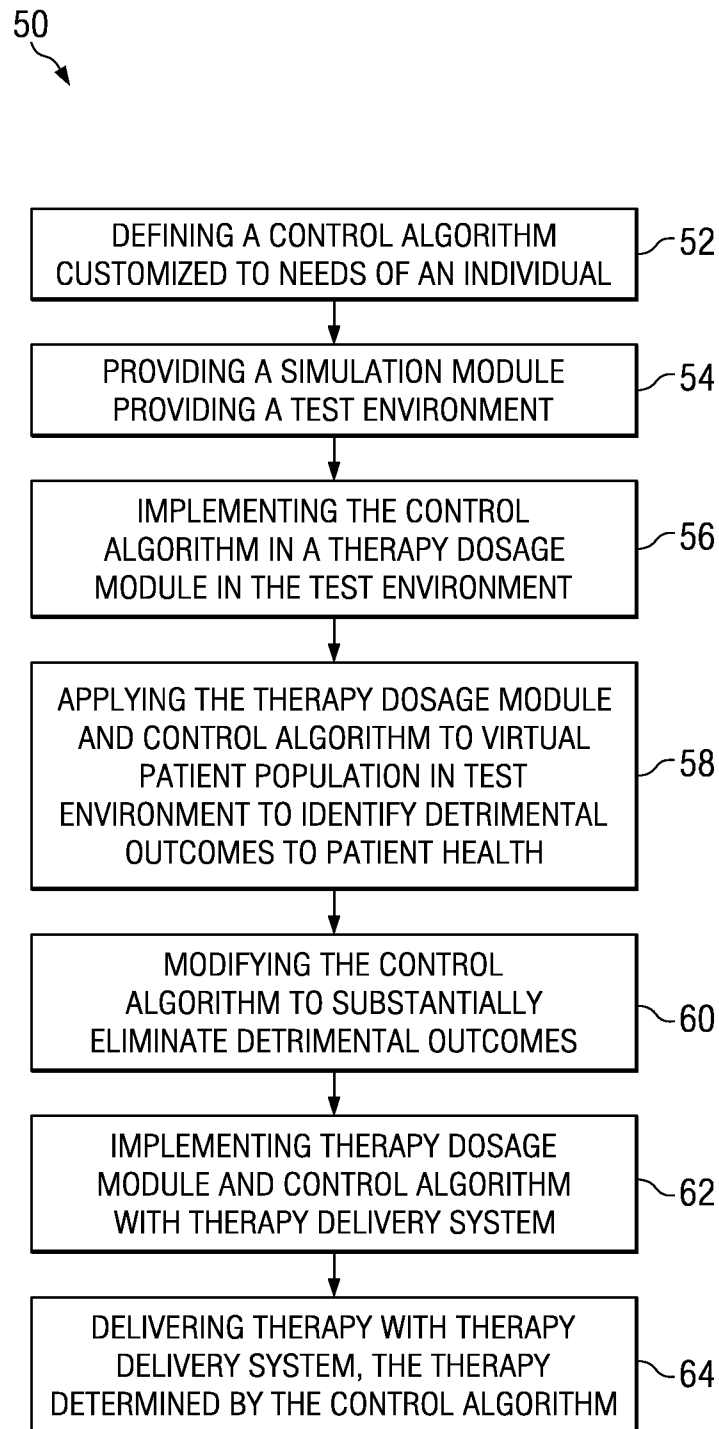 50
DEFINING A CONTROL ALGORITHM
CUSTOMIZED TO NEEDS OF AN INDIVIDUAL
52
PROVIDING A SIMULATION MODULE
PROVIDING A TEST ENVIRONMENT
54
IMPLEMENTING THE CONTROL
ALGORITHM IN A THERAPY DOSAGE
MODULE IN THE TEST ENVIRONMENT
56
APPLYING THE THERAPY DOSAGE MODULE
AND CONTROL ALGORITHM TO VIRTUAL
PATIENT POPULATION IN TEST
ENVIRONMENT TO IDENTIFY DETRIMENTAL
OUTCOMES TO PATIENT HEALTH
58
MODIFYING THE CONTROL
ALGORITHM TO SUBSTANTIALLY
ELIMINATE DETRIMENTAL OUTCOMES
60
IMPLEMENTING THERAPY DOSAGE
MODULE AND CONTROL ALGORITHM
WITH THERAPY DELIVERY SYSTEM
62
DELIVERING THERAPY WITH THERAPY
DELIVERY SYSTEM, THE THERAPY
DETERMINED BY THE CONTROL ALGORITHM
64